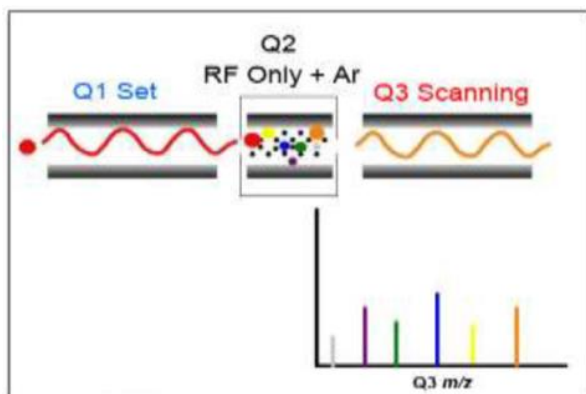 Q2
RF Only + Ar
Q1 Set
Q3 Scanning
Q3 m/z